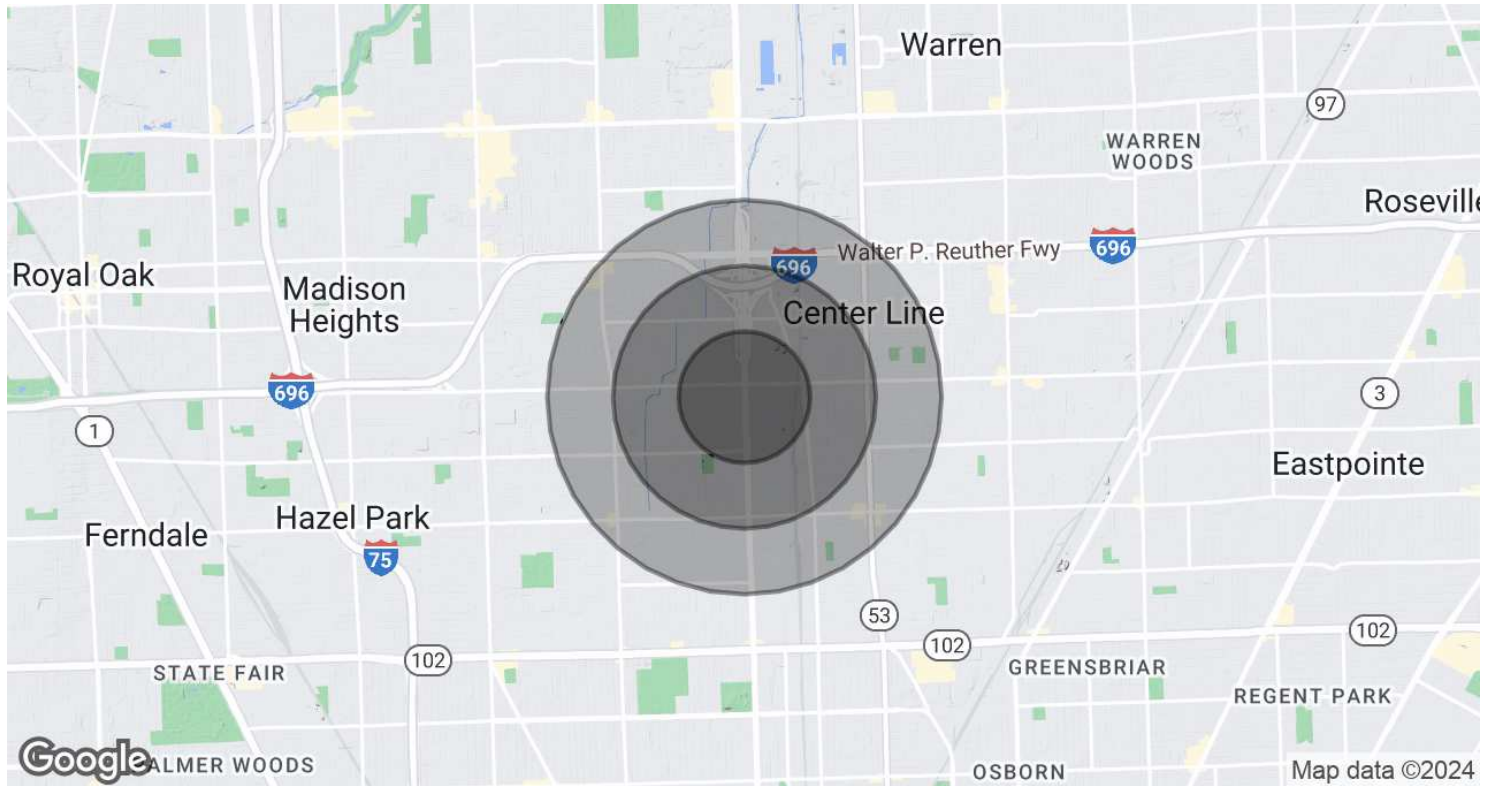 Warren
97
WARREN
WOODS
Roseville
Walter P. Reuther Fwy
696
696
Royal Oak
Madison
Heights
Center Line
696
3
1
Eastpointe
Hazel Park
Ferndale
75
53
102
102
102
STATE FAIR
GREENSBRIAR
REGENT PARK
Google
ALMER WOODS
OSBORN
Map data ©2024